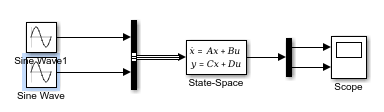 Sine Wave1
ẋ = Ax + Bu
y = Cx + Du
State-Space
Scope
Sine Wave